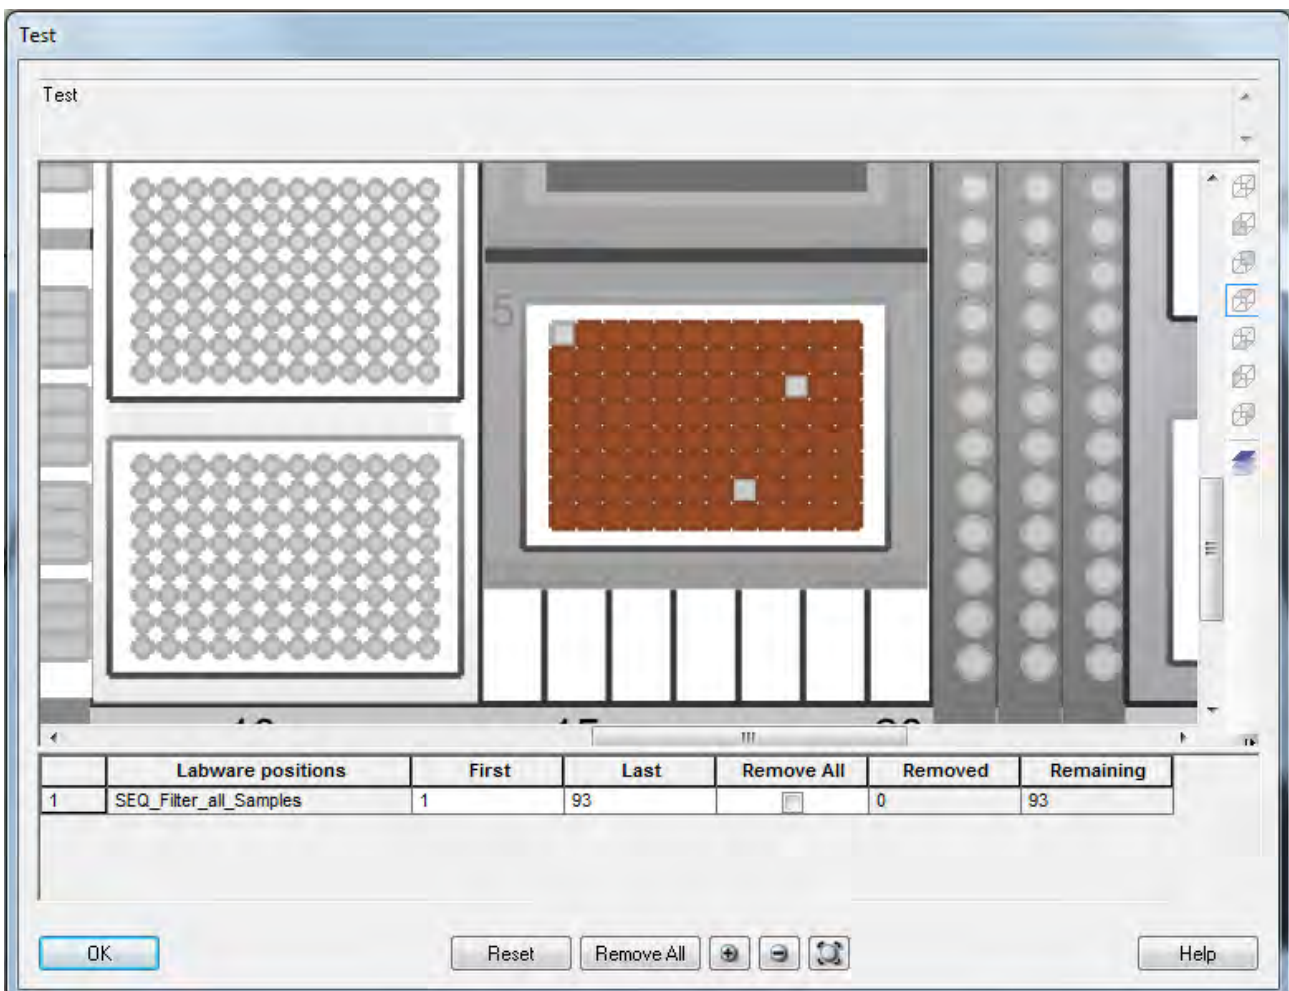 Test
Test
5
Labware positions First Last Remove All Removed Remaining
1 SEQ_Filter_all_Samples 1 93 0 93
OK Reset Remove All Help